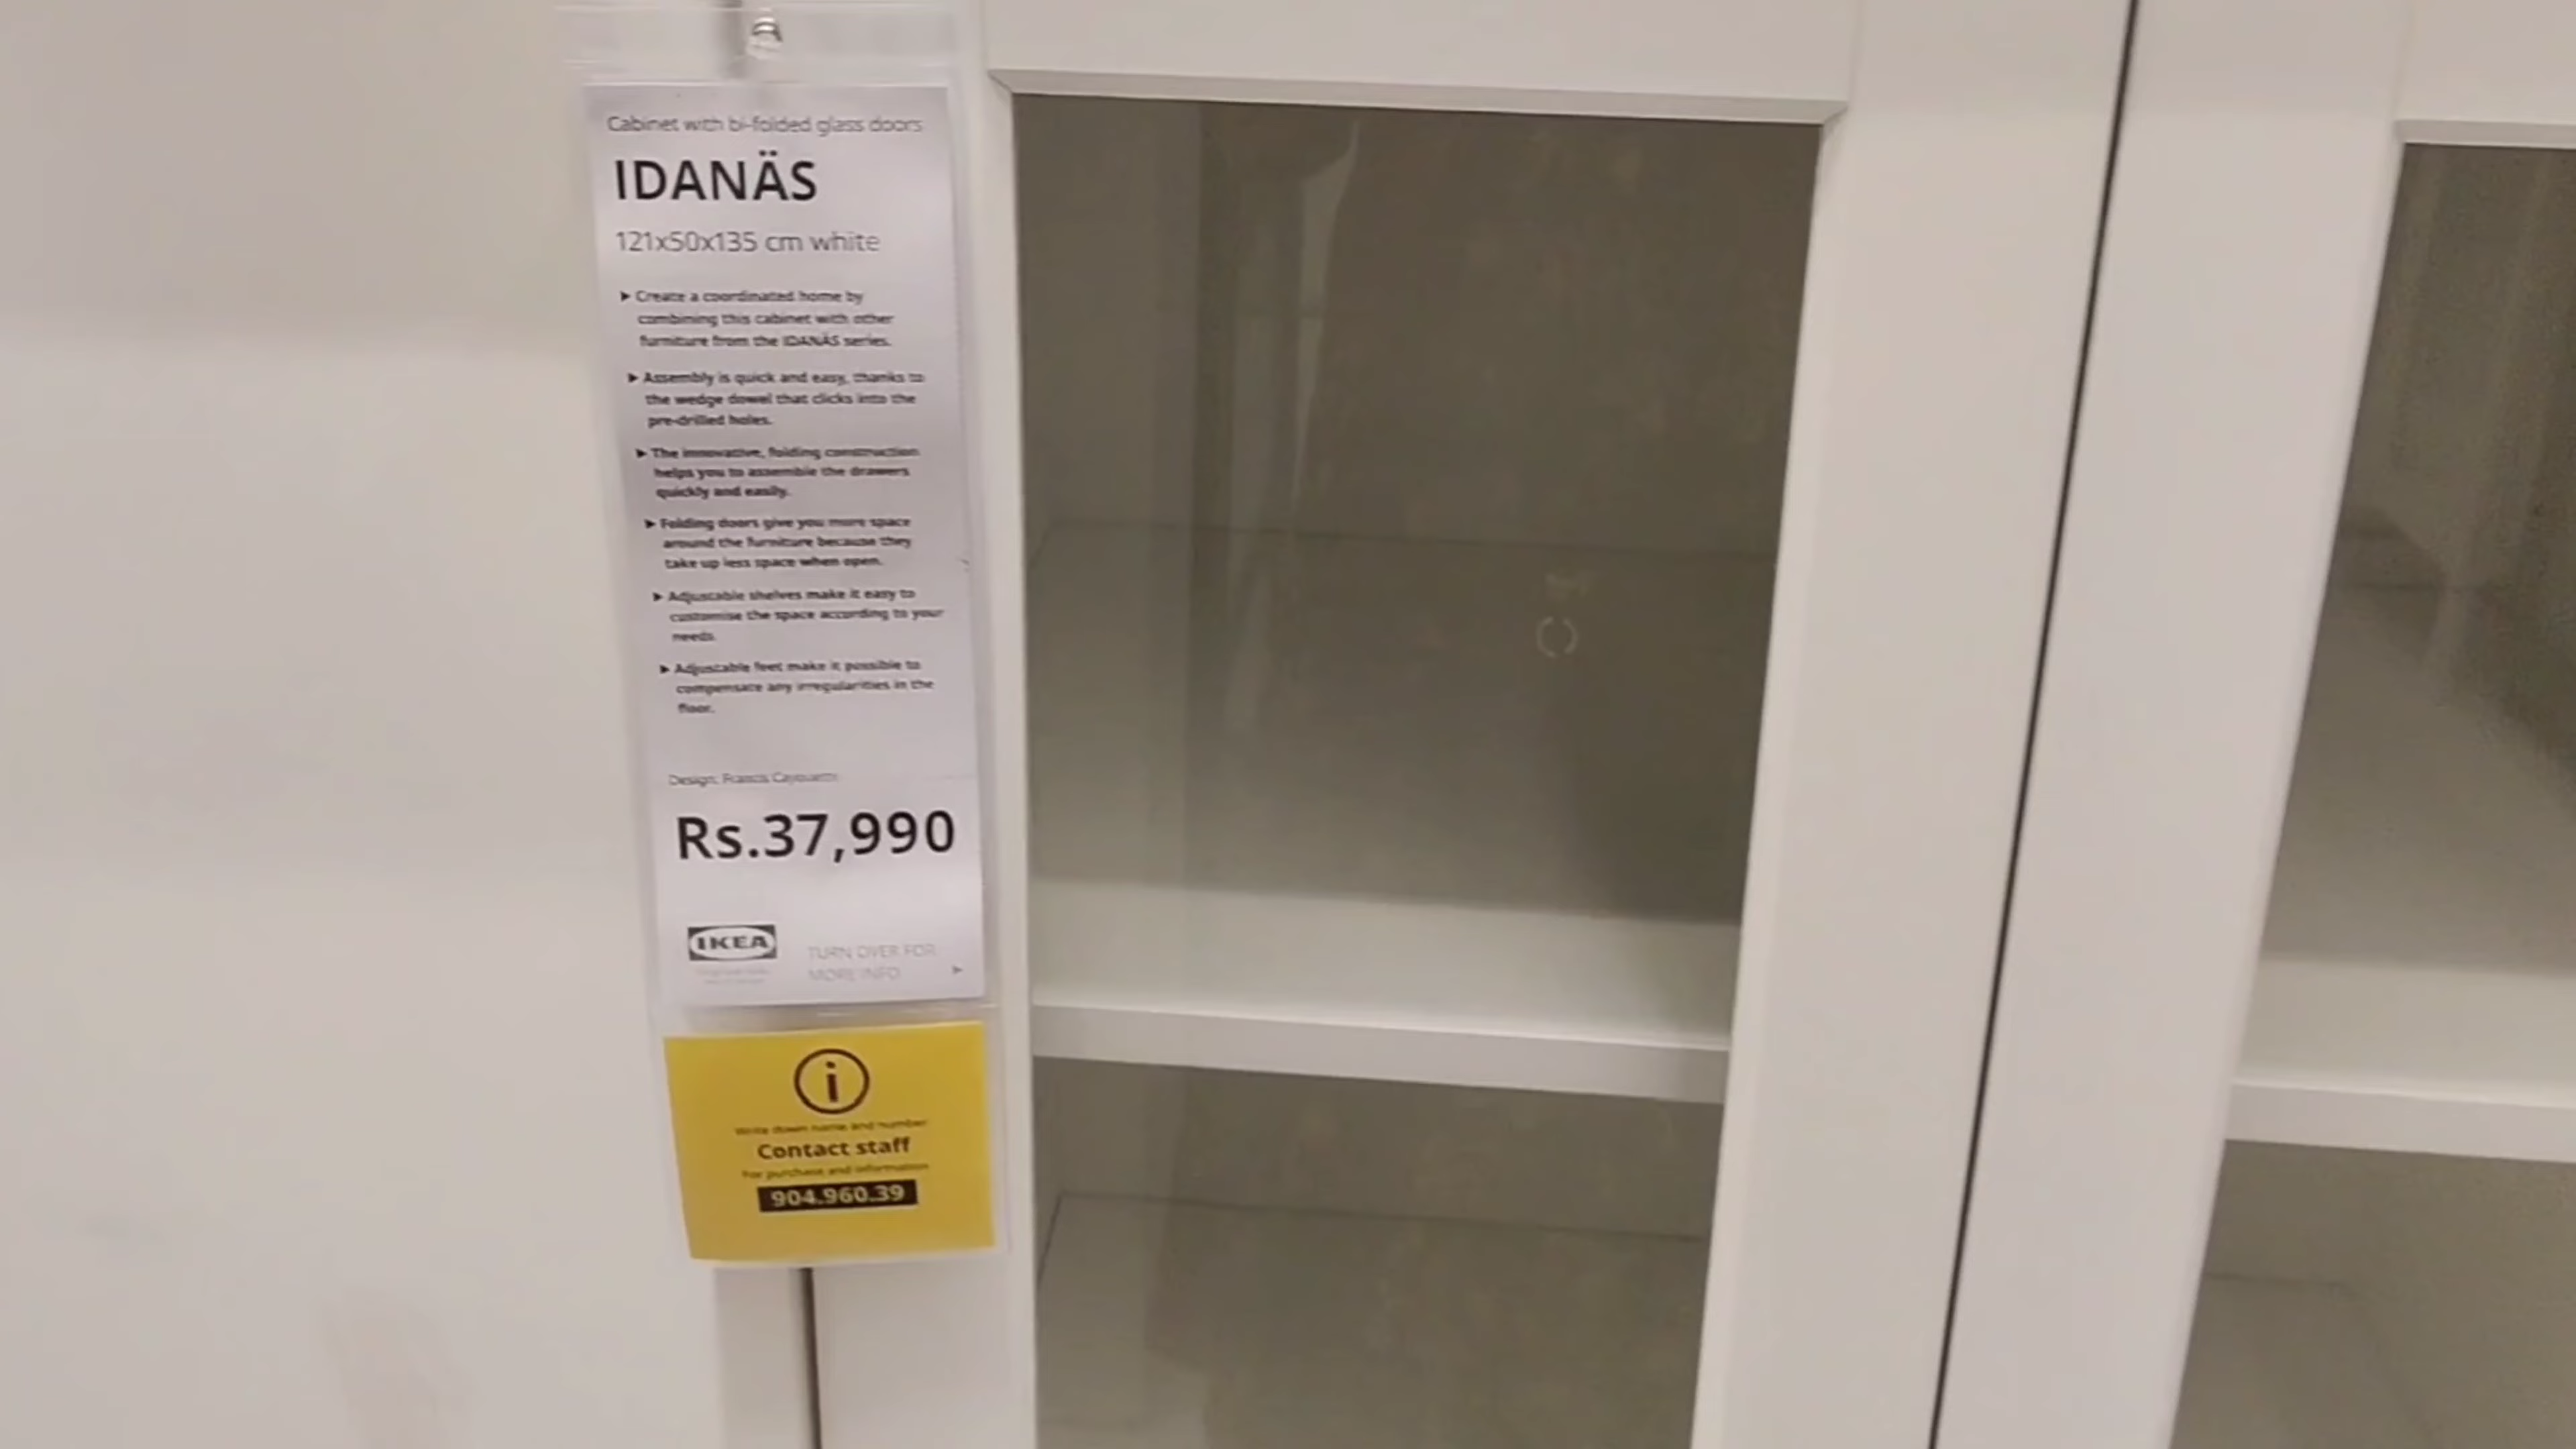 Cabinet with bi-folded glass doors
IDANÄS
121x50x135 cm white
▶ Create a coordinated home by
combining this cabinet with other
furniture from the IDANÄS series.
▶ Assembly is quick and easy, thanks to
the wedge dowel that clicks into the
pre-drilled holes.
▶ The innovative, folding construction
helps you to assemble the drawers
quickly and easily.
▶ Folding doors give you more space
around the furniture because they
take up less space when open.
▶ Adjustable shelves make it easy to
customise the space according to your
needs.
▶ Adjustable feet make it possible to
compensate any irregularities in the
floor.
Design: Francis Cayouette
Rs.37,990
IKEA
TURN OVER FOR
MORE INFO
i
Write down name and number
Contact staff
For purchase and information
904.960.39